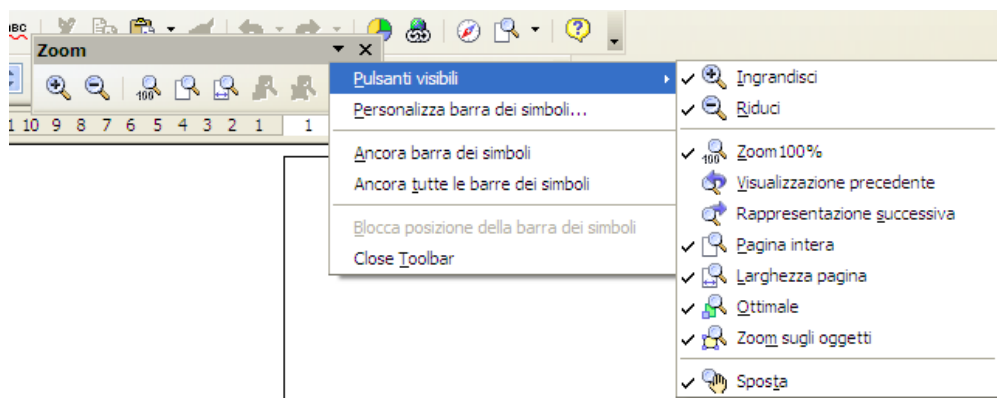 ABC
Zoom
100
1 10 9 8 7 6 5 4 3 2 1 1
Pulsanti visibili
Personalizza barra dei simboli...
Ancora barra dei simboli
Ancora tutte le barre dei simboli
Blocca posizione della barra dei simboli
Close Toolbar
Ingrandisci
Riduci
100 Zoom 100%
Visualizzazione precedente
Rappresentazione successiva
Pagina intera
Larghezza pagina
Ottimale
Zoom sugli oggetti
Sposta